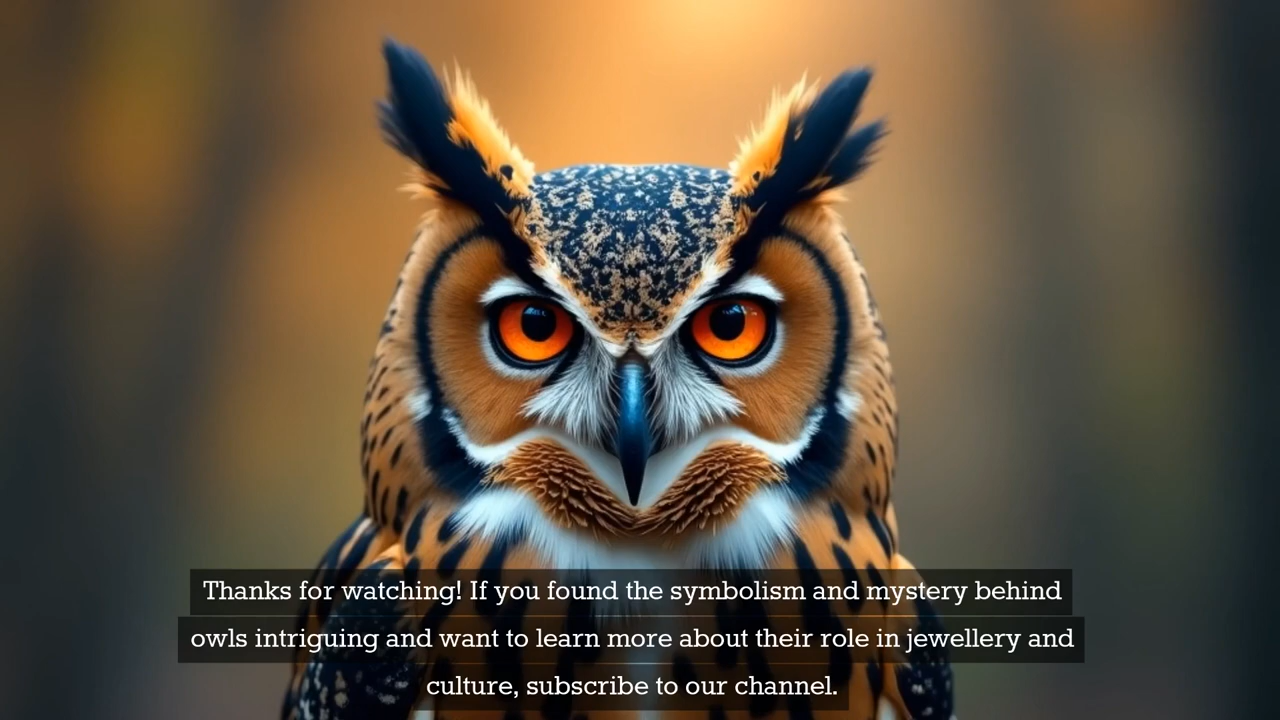 Thanks for watching! If you found the symbolism and mystery behind
owls intriguing and want to learn more about their role in jewellery and
culture, subscribe to our channel.